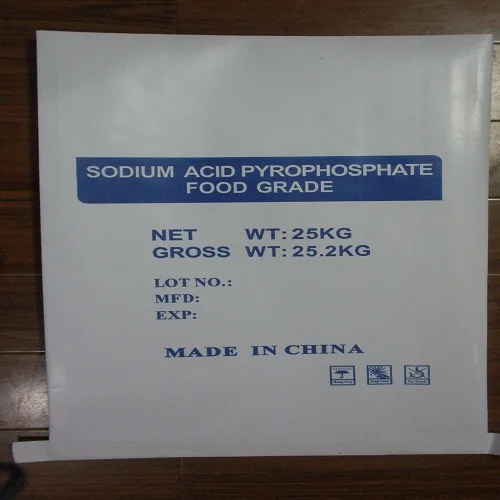 SODIUM ACID PYROPHOSPHATE
FOOD GRADE
NET WT: 25KG
GROSS WT: 25.2KG
LOT NO.:
MFD:
EXP:
MADE IN CHINA